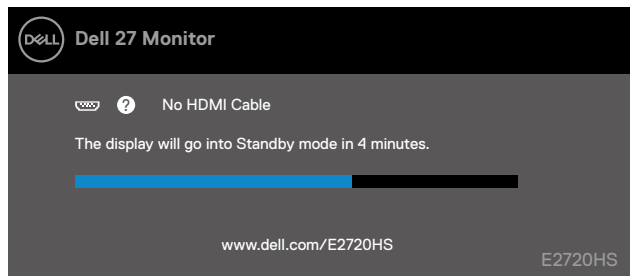 DELL Dell 27 Monitor
? No HDMI Cable
The display will go into Standby mode in 4 minutes.
www.dell.com/E2720HS
E2720HS